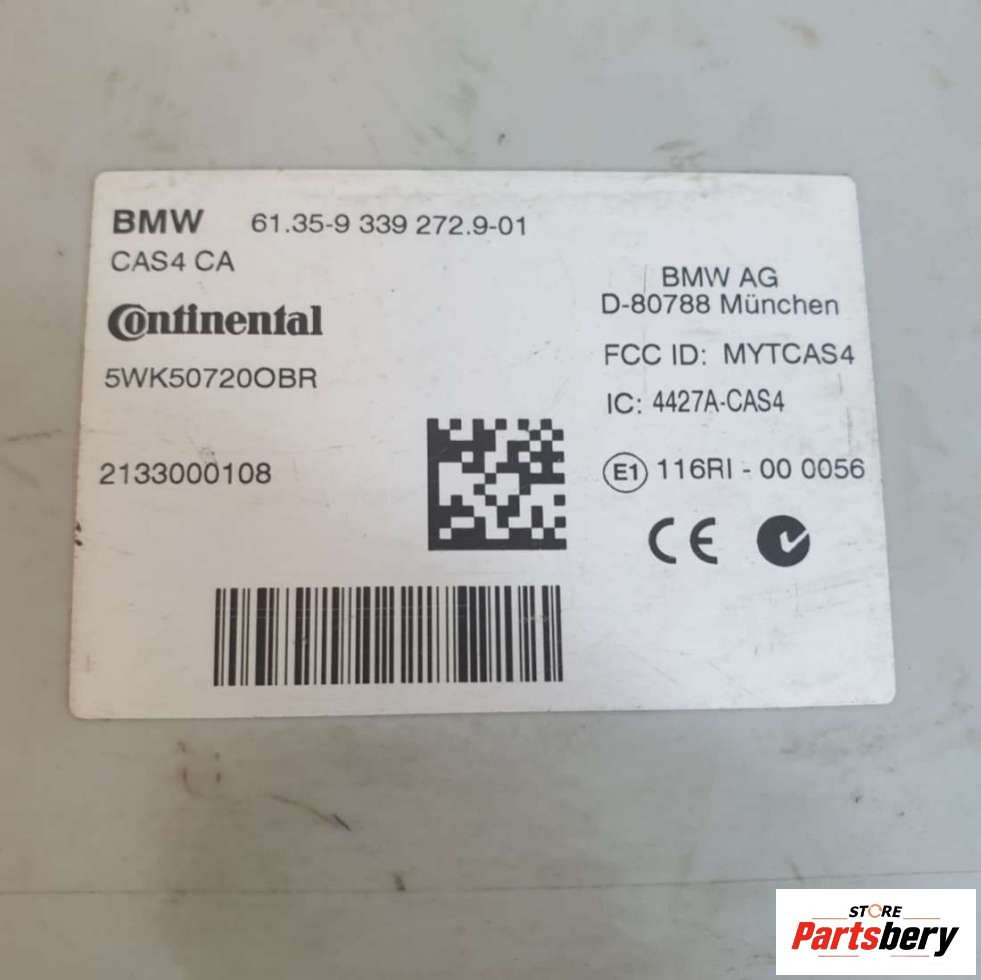 BMW 61.35-9 339 272.9-01
CAS4 CA
Continental
5WK50720OBR
2133000108
BMW AG
D-80788 München
FCC ID: MYTCAS4
IC: 4427A-CAS4
E1 116RI - 00 0056
CE
STORE
Partsbery